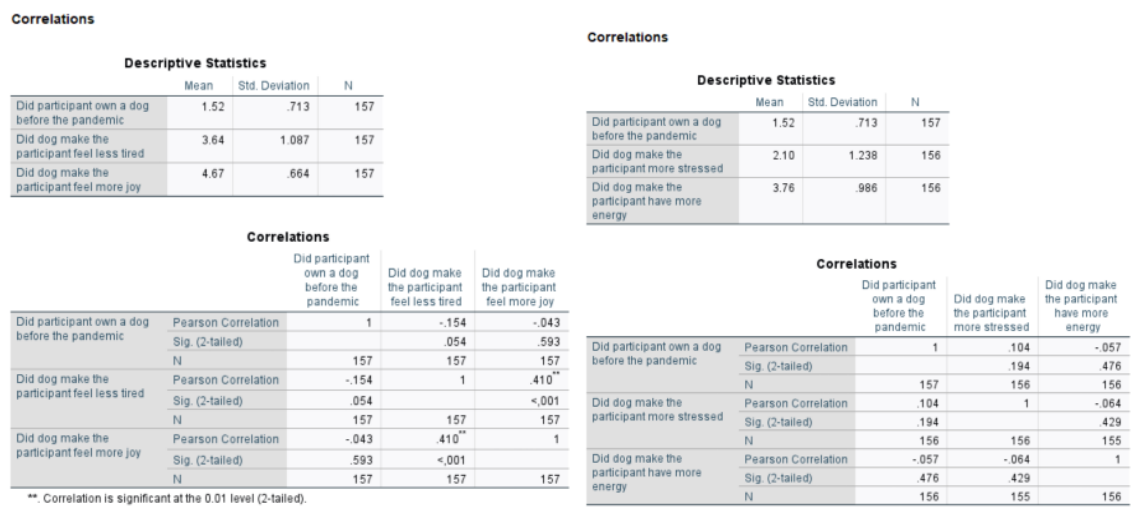 Correlations
Descriptive Statistics
Mean Std. Deviation N
Did participant own a dog before the pandemic 1.52 .713 157
Did dog make the participant feel less tired 3.64 1.087 157
Did dog make the participant feel more joy 4.67 .664 157
Correlations
Did participant own a dog before the pandemic Did dog make the participant feel less tired Did dog make the participant feel more joy
Did participant own a dog before the pandemic Pearson Correlation 1 -.154 -.043
Sig. (2-tailed) .054 .593
N 157 157 157
Did dog make the participant feel less tired Pearson Correlation -.154 1 .410**
Sig. (2-tailed) .054 <,001
N 157 157 157
Did dog make the participant feel more joy Pearson Correlation -.043 .410** 1
Sig. (2-tailed) .593 <,001
N 157 157 157
**. Correlation is significant at the 0.01 level (2-tailed).
Correlations
Descriptive Statistics
Mean Std. Deviation N
Did participant own a dog before the pandemic 1.52 .713 157
Did dog make the participant more stressed 2.10 1.238 156
Did dog make the participant have more energy 3.76 .986 156
Correlations
Did participant own a dog before the pandemic Did dog make the participant more stressed Did dog make the participant have more energy
Did participant own a dog before the pandemic Pearson Correlation 1 .104 -.057
Sig. (2-tailed) .194 .476
N 157 156 156
Did dog make the participant more stressed Pearson Correlation .104 1 -.064
Sig. (2-tailed) .194 .429
N 156 156 155
Did dog make the participant have more energy Pearson Correlation -.057 -.064 1
Sig. (2-tailed) .476 .429
N 156 155 156